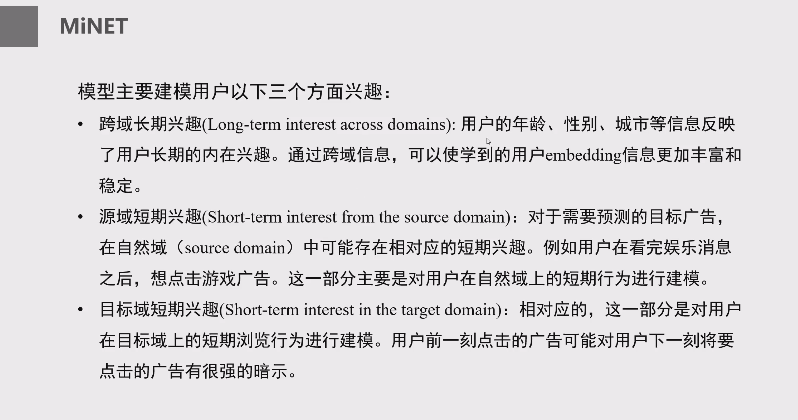 MiNET
模型主要建模用户以下三个方面兴趣：
• 跨域长期兴趣(Long-term interest across domains): 用户的年龄、性别、城市等信息反映
了用户长期的内在兴趣。通过跨域信息，可以使学到的用户embedding信息更加丰富和
稳定。
• 源域短期兴趣(Short-term interest from the source domain)：对于需要预测的目标广告，
在自然域（source domain）中可能存在相对应的短期兴趣。例如用户在看完娱乐消息
之后，想点击游戏广告。这一部分主要是对用户在自然域上的短期行为进行建模。
• 目标域短期兴趣(Short-term interest in the target domain)：相对应的，这一部分是对用户
在目标域上的短期浏览行为进行建模。用户前一刻点击的广告可能对用户下一刻将要
点击的广告有很强的暗示。